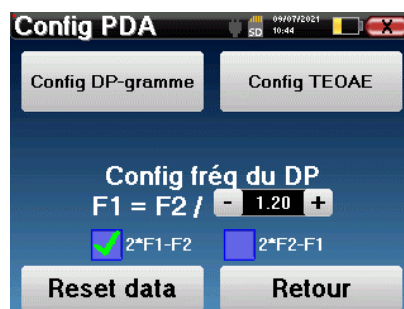 Config PDA
SD
09/07/2021
10:44
X
Config DP-gramme
Config TEOAE
Config fréq du DP
F1 = F2 / - 1.20 +
2*F1-F2
2*F2-F1
Reset data
Retour